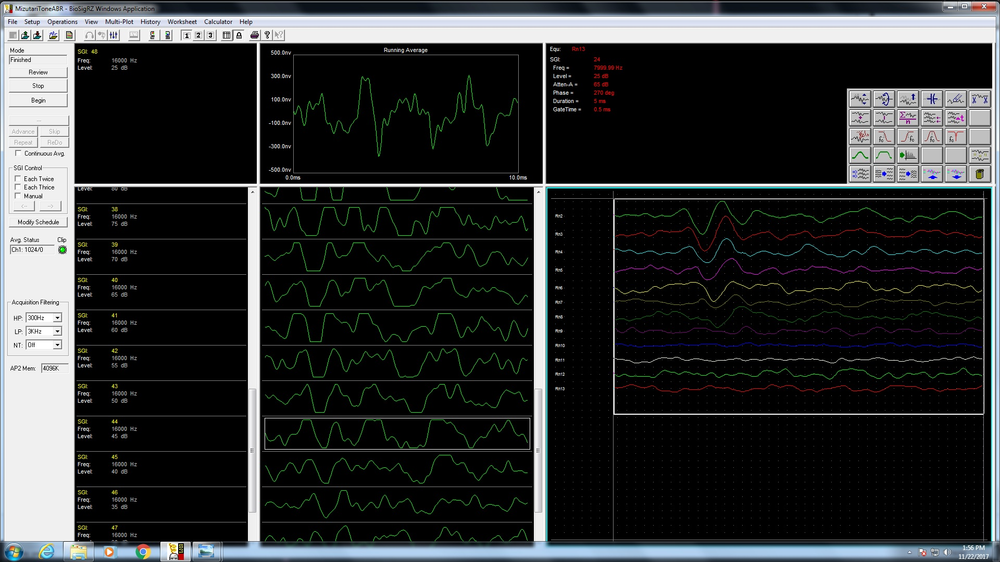 MizutariToneABR - BioSigRZ Windows Application
File Setup Operations View Multi-Plot History Worksheet Calculator Help
1 2 3
Mode
Finished
Review
Stop
Begin
---
Advance Skip
Repeat ReDo
Continuous Avg.
SGI Control
Each Twice
Each Thrice
Manual
<-- -->
Modify Schedule
Avg. Status Clip
Ch1: 1024/0
Acquisition Filtering
HP: 300Hz
LP: 3KHz
NT: Off
AP2 Mem: 4096K
SGI: 48
Freq: 16000 Hz
Level: 25 dB
Running Average
500.0nv
300.0nv
100.0nv
-100.0nv
-300.0nv
-500.0nv
0.0ms 10.0ms
Equ: Rn13
SGI: 24
Freq = 7999.99 Hz
Level = 25 dB
Atten-A = 65 dB
Phase = 270 deg
Duration = 5 ms
GateTime = 0.5 ms
Level: 80 dB
SGI: 38
Freq: 16000 Hz
Level: 75 dB
SGI: 39
Freq: 16000 Hz
Level: 70 dB
SGI: 40
Freq: 16000 Hz
Level: 65 dB
SGI: 41
Freq: 16000 Hz
Level: 60 dB
SGI: 42
Freq: 16000 Hz
Level: 55 dB
SGI: 43
Freq: 16000 Hz
Level: 50 dB
SGI: 44
Freq: 16000 Hz
Level: 45 dB
SGI: 45
Freq: 16000 Hz
Level: 40 dB
SGI: 46
Freq: 16000 Hz
Level: 35 dB
SGI: 47
Freq: 16000 Hz
Rn2
Rn3
Rn4
Rn5
Rn6
Rn7
Rn8
Rn9
Rn10
Rn11
Rn12
Rn13
1:56 PM
11/22/2017